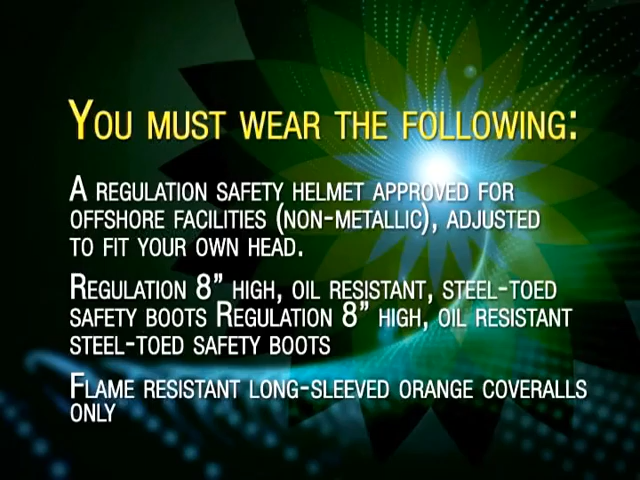 You must wear the following:
A regulation safety helmet approved for
offshore facilities (non-metallic), adjusted
to fit your own head.
Regulation 8” high, oil resistant, steel-toed
safety boots Regulation 8” high, oil resistant
steel-toed safety boots
Flame resistant long-sleeved orange coveralls
only